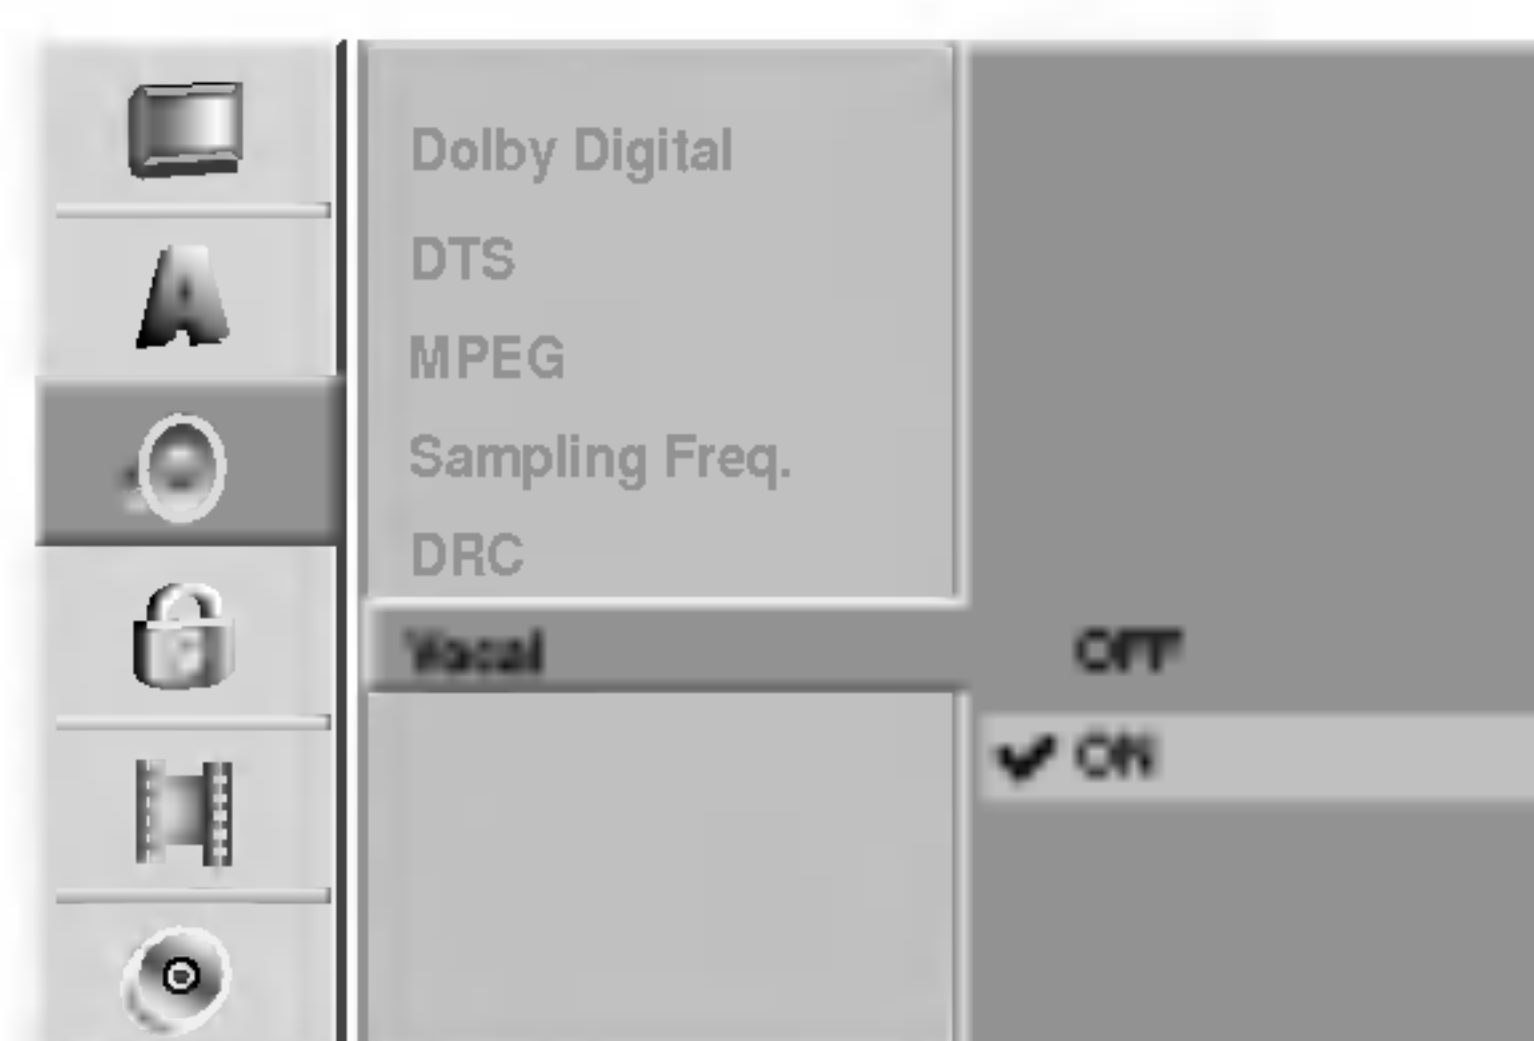 Dolby Digital
DTS
MPEG
Sampling Freq.
DRC
Vocal
OFF
ON